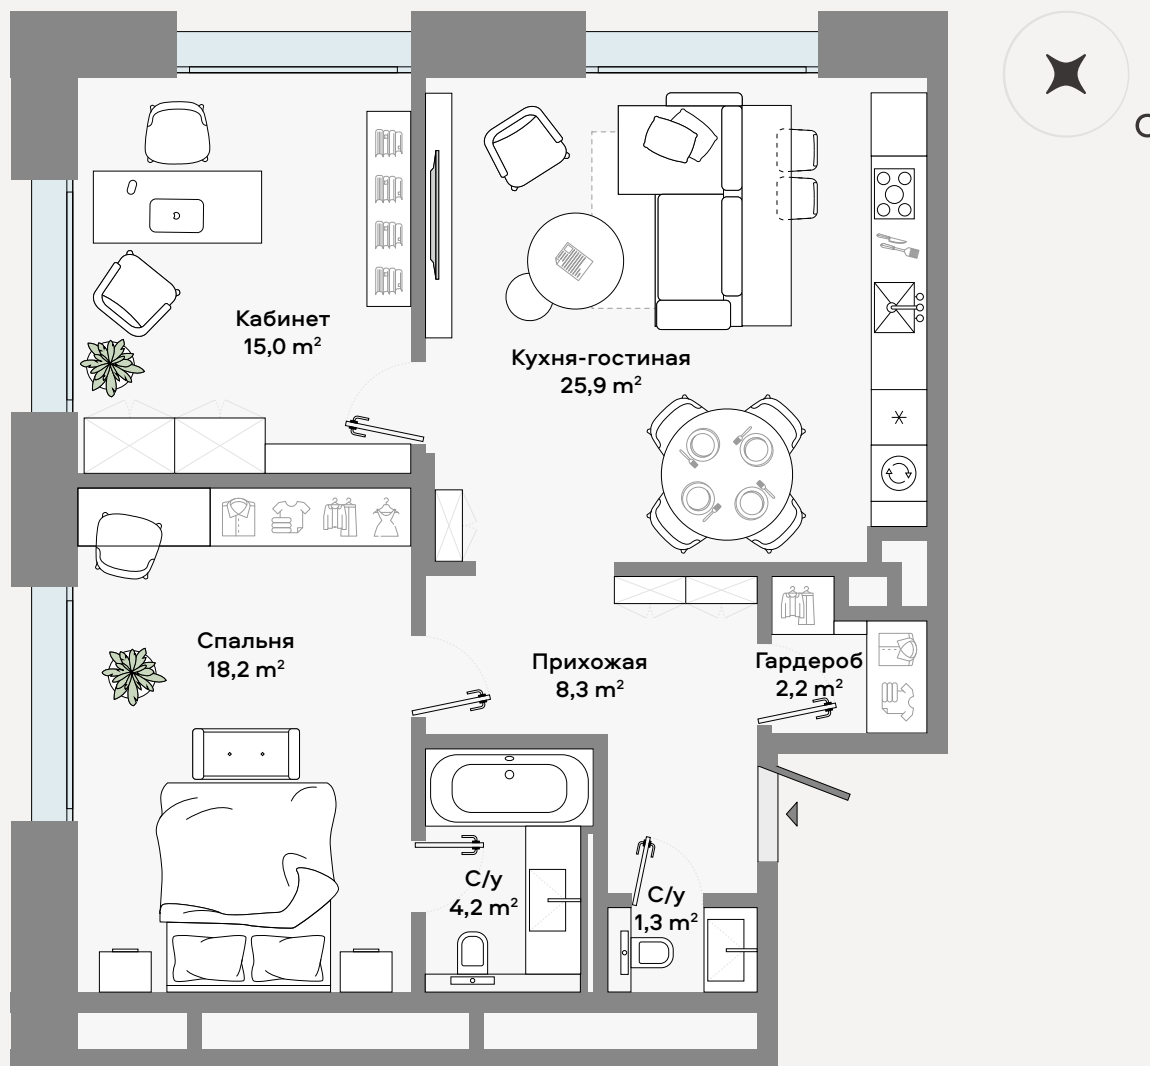 Кабинет
15,0 m²
Кухня-гостиная
25,9 m²
Спальня
18,2 m²
Прихожая
8,3 m²
Гардероб
2,2 m²
С/у
4,2 m²
С/у
1,3 m²